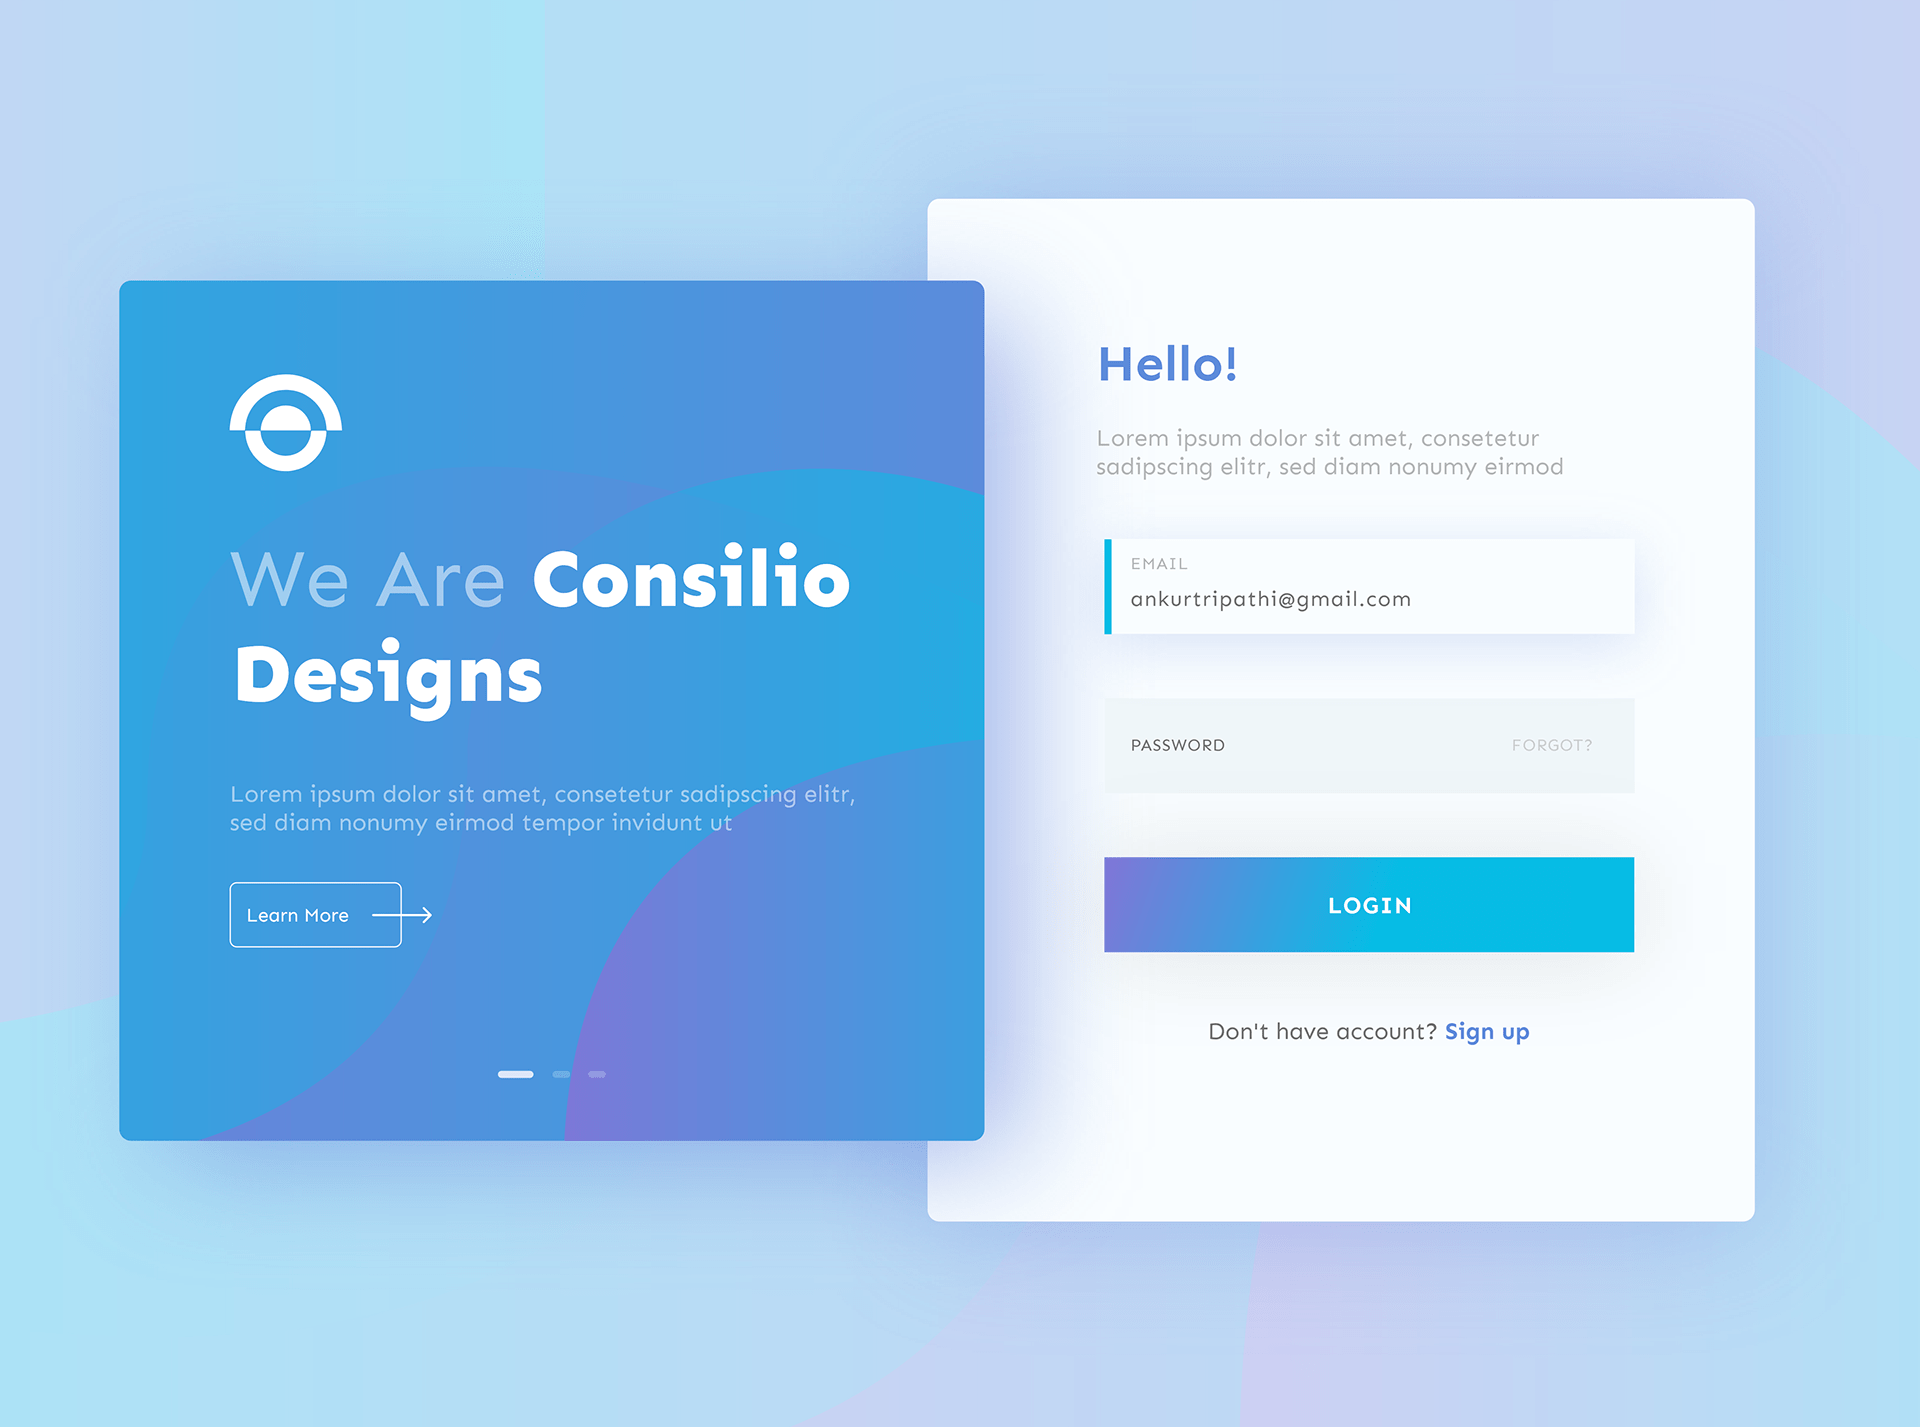 We Are Consilio
Designs
Lorem ipsum dolor sit amet, consetetur sadipscing elitr,
sed diam nonumy eirmod tempor invidunt ut
Learn More
Hello!
Lorem ipsum dolor sit amet, consetetur
sadipscing elitr, sed diam nonumy eirmod
EMAIL
ankurtripathi@gmail.com
PASSWORD FORGOT?
LOGIN
Don't have account? Sign up